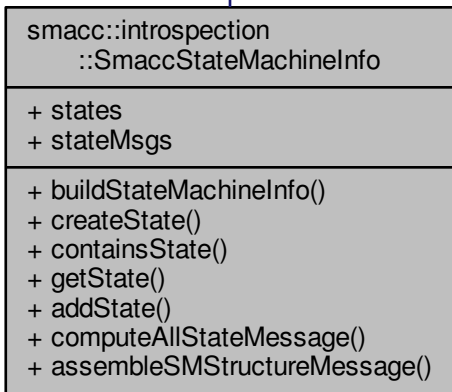 smacc::introspection
::SmaccStateMachineInfo
+ states
+ stateMsgs
+ buildStateMachineInfo()
+ createState()
+ containsState()
+ getState()
+ addState()
+ computeAllStateMessage()
+ assembleSMStructureMessage()